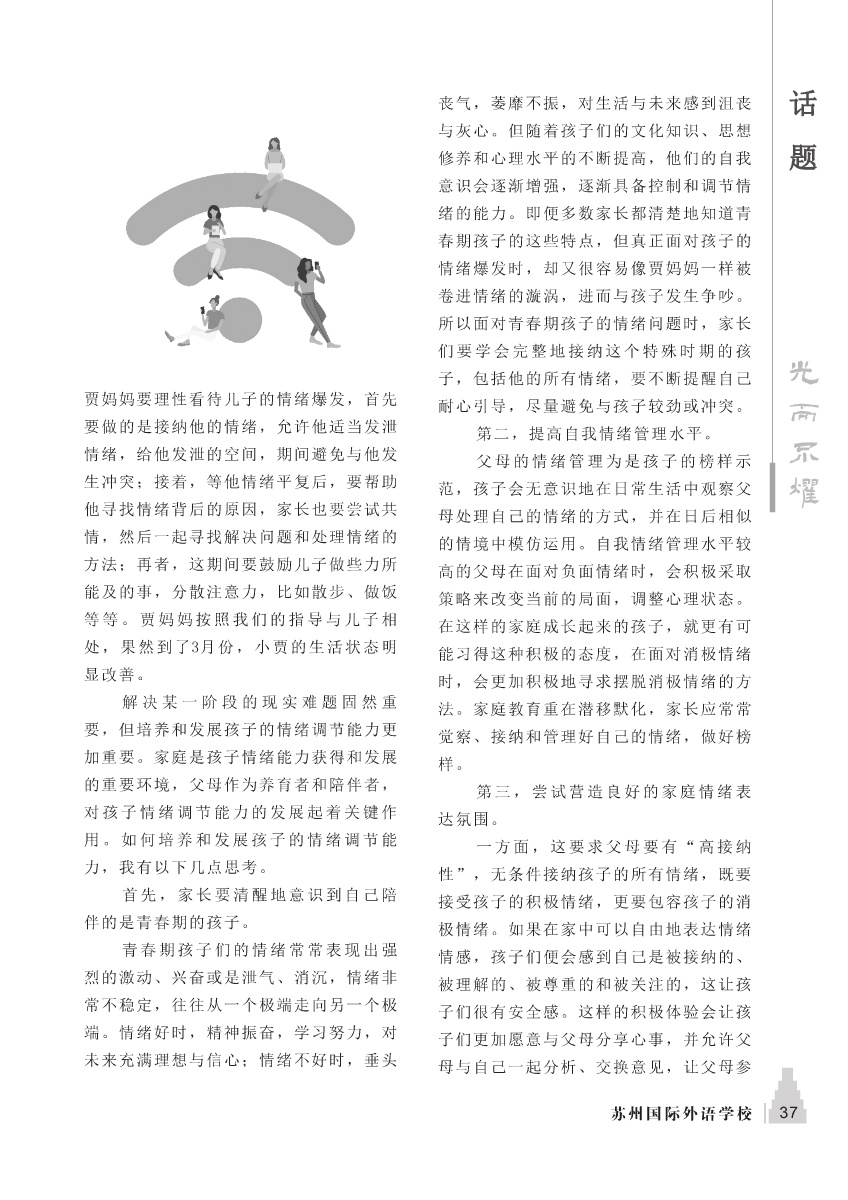 贾妈妈要理性看待儿子的情绪爆发，首先
要做的是接纳他的情绪，允许他适当发泄
情绪，给他发泄的空间，期间避免与他发
生冲突；接着，等他情绪平复后，要帮助
他寻找情绪背后的原因，家长也要尝试共
情，然后一起寻找解决问题和处理情绪的
方法；再者，这期间要鼓励儿子做些力所
能及的事，分散注意力，比如散步、做饭
等等。贾妈妈按照我们的指导与儿子相
处，果然到了3月份，小贾的生活状态明
显改善。
解决某一阶段的现实难题固然重
要，但培养和发展孩子的情绪调节能力更
加重要。家庭是孩子情绪能力获得和发展
的重要环境，父母作为养育者和陪伴者，
对孩子情绪调节能力的发展起着关键作
用。如何培养和发展孩子的情绪调节能
力，我有以下几点思考。
首先，家长要清醒地意识到自己陪
伴的是青春期的孩子。
青春期孩子们的情绪常常表现出强
烈的激动、兴奋或是泄气、消沉，情绪非
常不稳定，往往从一个极端走向另一个极
端。情绪好时，精神振奋，学习努力，对
未来充满理想与信心；情绪不好时，垂头
丧气，萎靡不振，对生活与未来感到沮丧
与灰心。但随着孩子们的文化知识、思想
修养和心理水平的不断提高，他们的自我
意识会逐渐增强，逐渐具备控制和调节情
绪的能力。即便多数家长都清楚地知道青
春期孩子的这些特点，但真正面对孩子的
情绪爆发时，却又很容易像贾妈妈一样被
卷进情绪的漩涡，进而与孩子发生争吵。
所以面对青春期孩子的情绪问题时，家长
们要学会完整地接纳这个特殊时期的孩
子，包括他的所有情绪，要不断提醒自己
耐心引导，尽量避免与孩子较劲或冲突。
第二，提高自我情绪管理水平。
父母的情绪管理为是孩子的榜样示
范，孩子会无意识地在日常生活中观察父
母处理自己的情绪的方式，并在日后相似
的情境中模仿运用。自我情绪管理水平较
高的父母在面对负面情绪时，会积极采取
策略来改变当前的局面，调整心理状态。
在这样的家庭成长起来的孩子，就更有可
能习得这种积极的态度，在面对消极情绪
时，会更加积极地寻求摆脱消极情绪的方
法。家庭教育重在潜移默化，家长应常常
觉察、接纳和管理好自己的情绪，做好榜
样。
第三，尝试营造良好的家庭情绪表
达氛围。
一方面，这要求父母要有“高接纳
性”，无条件接纳孩子的所有情绪，既要
接受孩子的积极情绪，更要包容孩子的消
极情绪。如果在家中可以自由地表达情绪
情感，孩子们便会感到自己是被接纳的、
被理解的、被尊重的和被关注的，这让孩
子们很有安全感。这样的积极体验会让孩
子们更加愿意与父母分享心事，并允许父
母与自己一起分析、交换意见，让父母参
话题
光而不耀
苏州国际外语学校 37